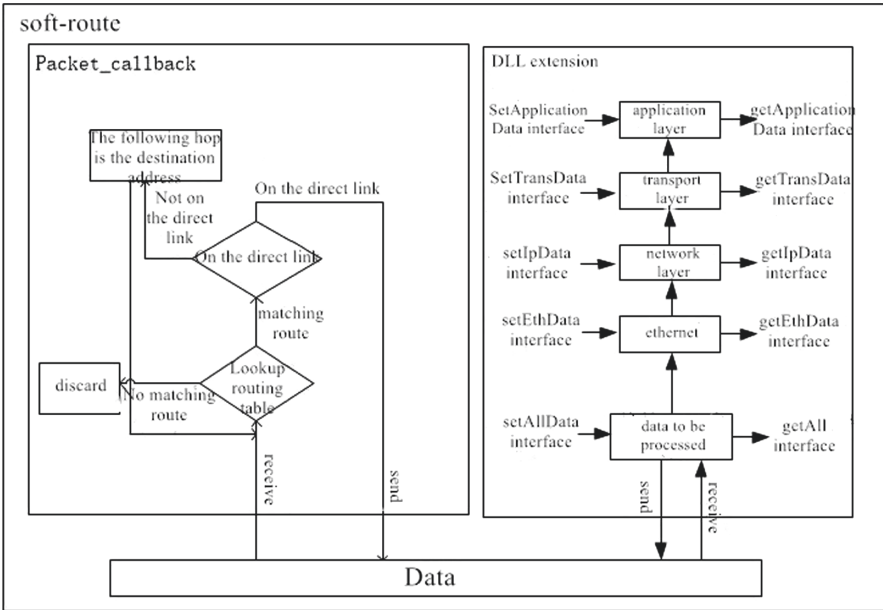 soft-route
Packet_callback
The following hop
is the destination
address
Not on
the direct
link
On the direct link
On the direct link
matching
route
Lookup
routing
table
discard
No matching
route
receive
send
DLL extension
SetApplication
Data interface
application
layer
getApplication
Data interface
SetTransData
interface
transport
layer
getTransData
interface
setIpData
interface
network
layer
getIpData
interface
setEthData
interface
ethernet
getEthData
interface
setAllData
interface
data to be
processed
getAll
interface
send
receive
Data